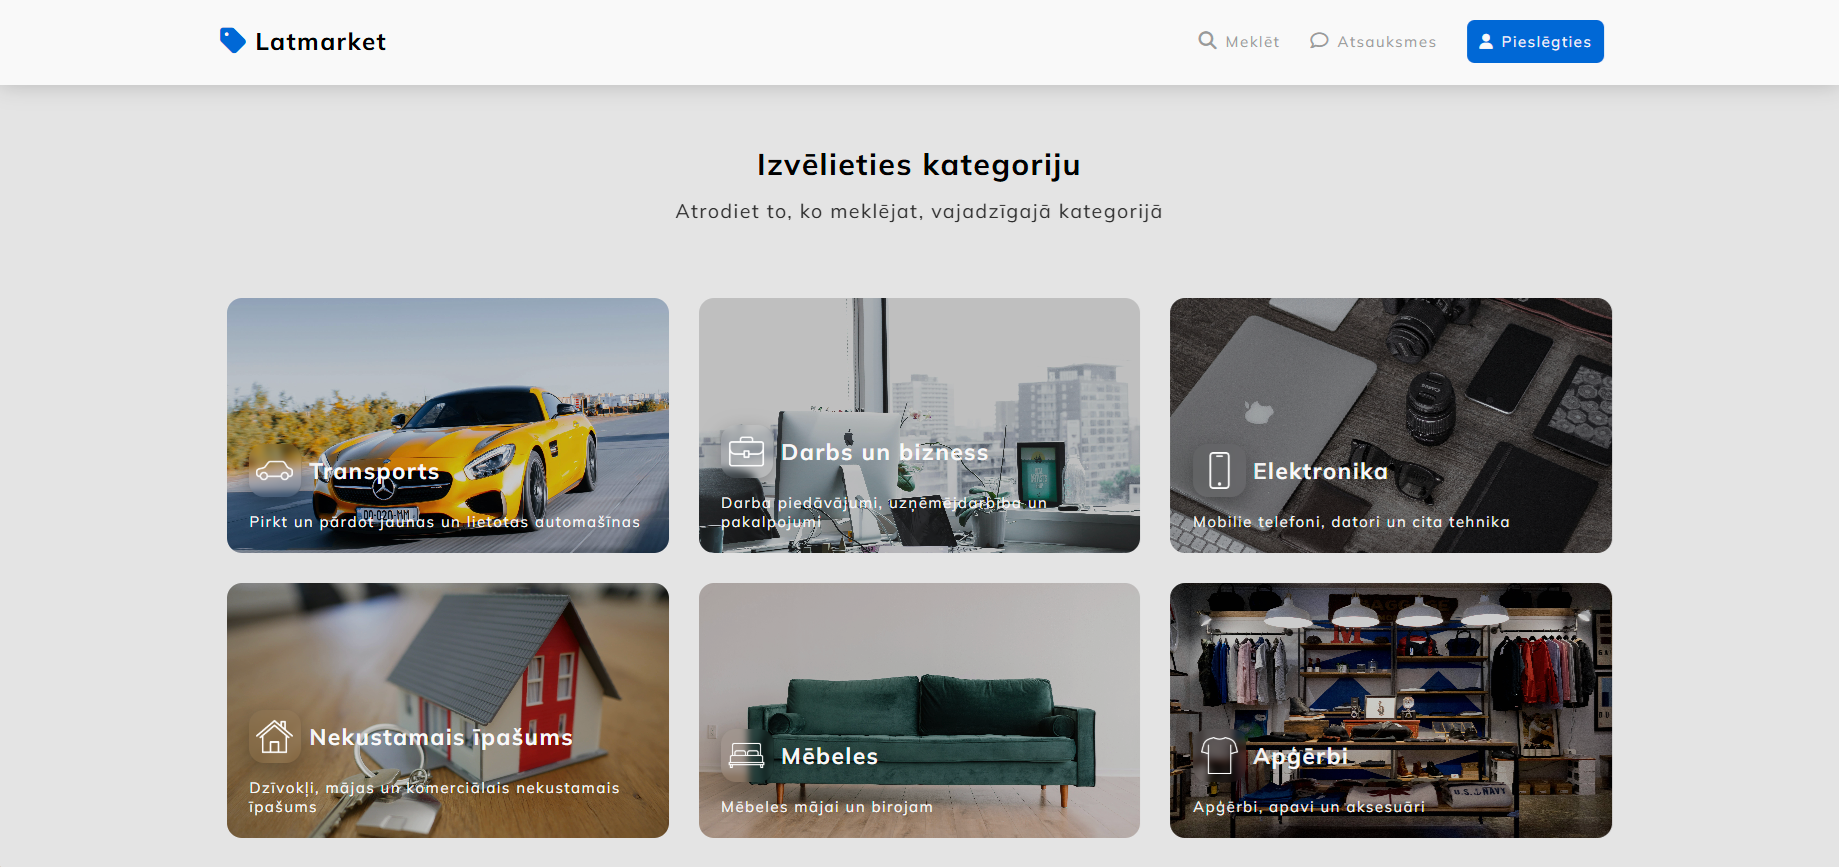 Latmarket
Meklēt
Atsauksmes
Pieslēgties
Izvēlieties kategoriju
Atrodiet to, ko meklējat, vajadzīgajā kategorijā
Transports
Pirkt un pārdot jaunas un lietotas automašīnas
Darbs un bizness
Darba piedāvājumi, uzņēmējdarbība un
pakalpojumi
Elektronika
Mobilie telefoni, datori un cita tehnika
Nekustamais īpašums
Dzīvokļi, mājas un komerciālais nekustamais
īpašums
Mēbeles
Mēbeles mājai un birojam
U.S. NAVY
Apģērbi
Apģērbi, apavi un aksesuāri